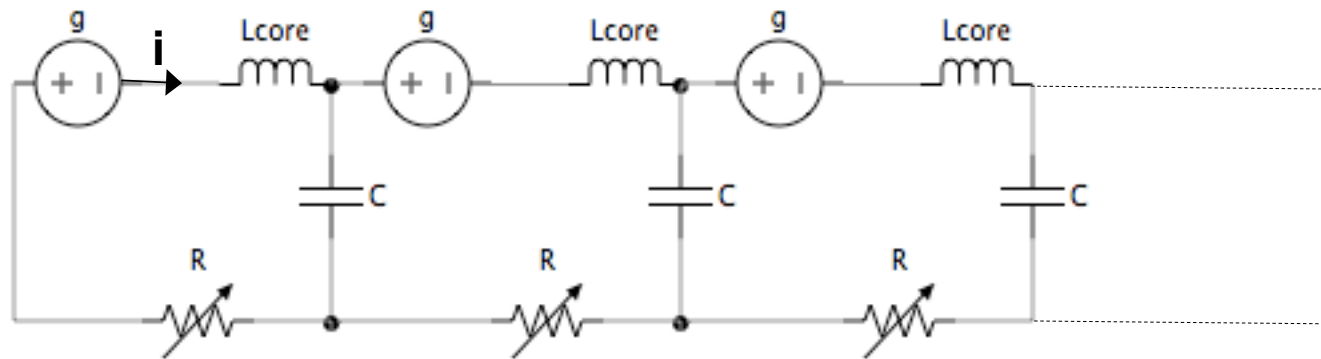 g g g
i Lcore Lcore Lcore
+ − + − + −
C C C
R R R